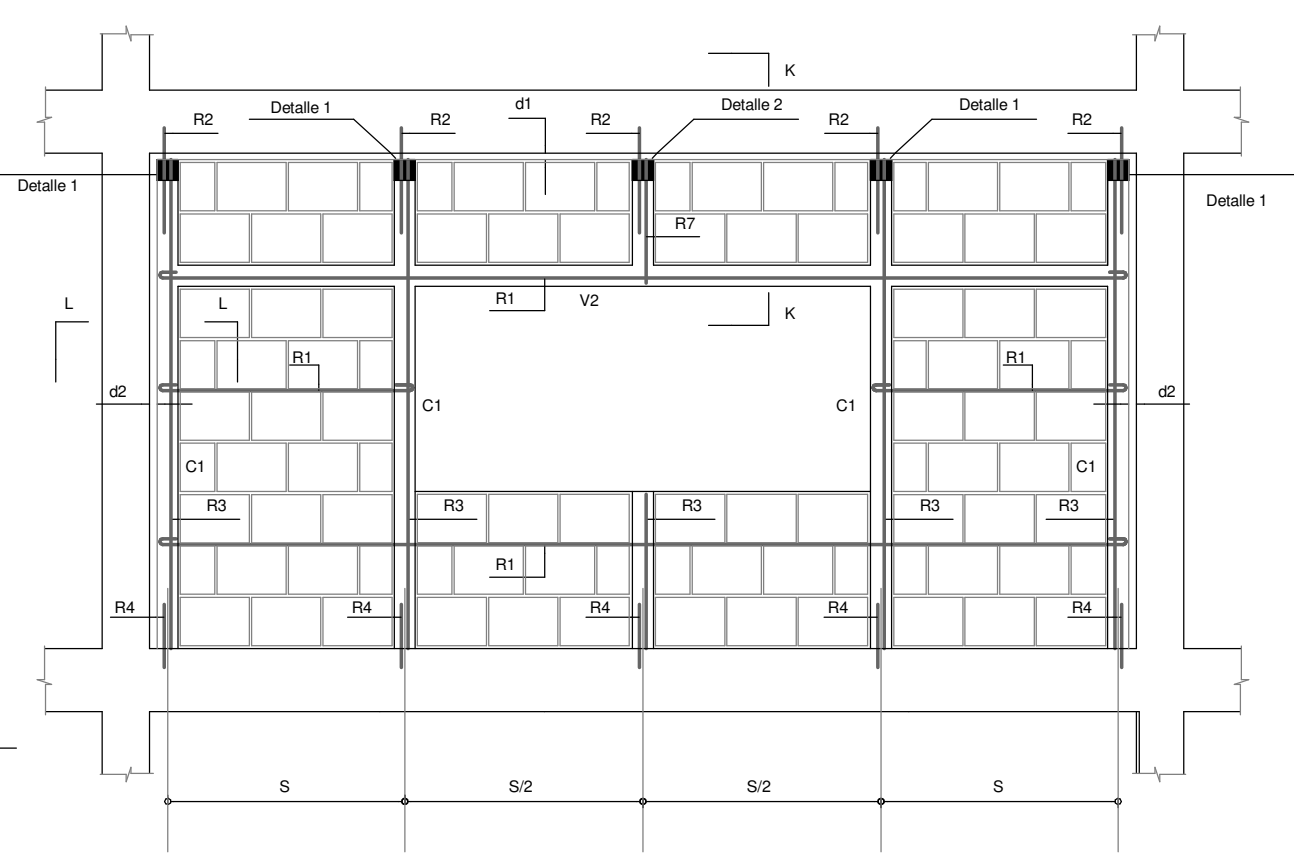 K
Detalle 1 d1 Detalle 2 Detalle 1
R2 R2 R2 R2 R2
Detalle 1
Detalle 1
R7
L L R1 V2 K
R1 R1
d2 C1 C1 d2
C1 C1
R3 R3 R3 R3 R3
R1
R4 R4 R4 R4 R4
S S/2 S/2 S